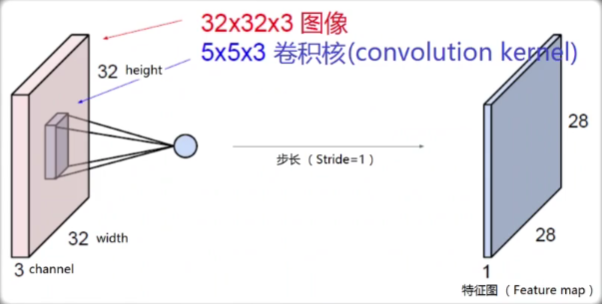 32x32x3 图像
5x5x3 卷积核(convolution kernel)
32 height
28
步长（Stride=1）
32 width
28
3 channel
1
特征图（Feature map）